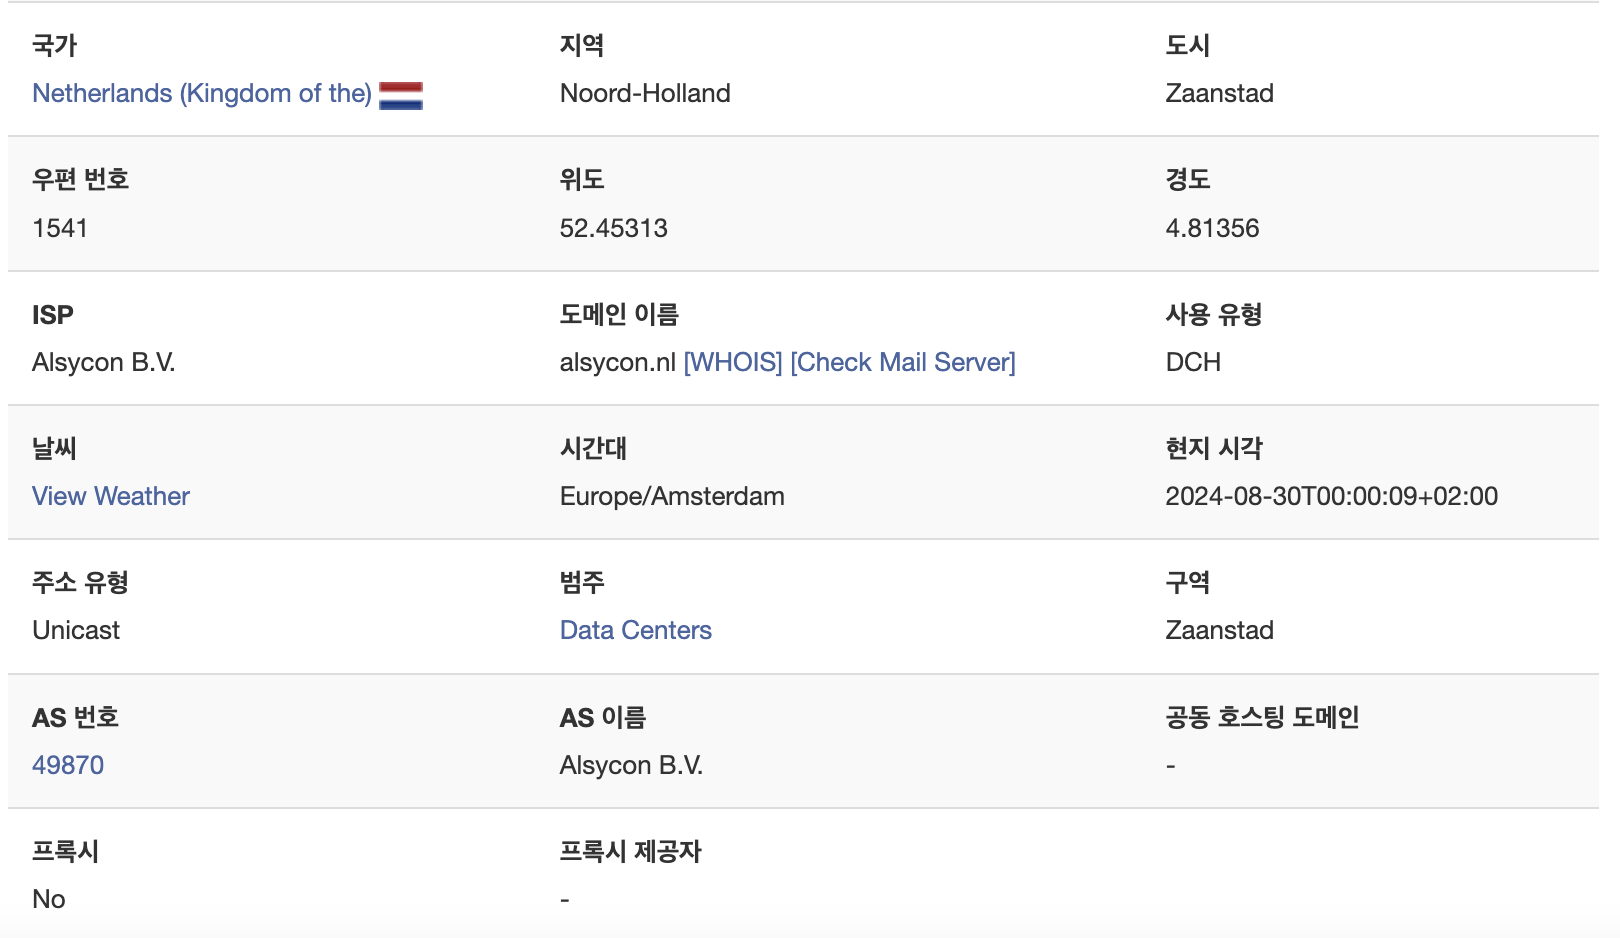 국가
지역
도시
Netherlands (Kingdom of the)
Noord-Holland
Zaanstad
우편 번호
위도
경도
1541
52.45313
4.81356
ISP
도메인 이름
사용 유형
Alsycon B.V.
alsycon.nl [WHOIS] [Check Mail Server]
DCH
날씨
시간대
현지 시각
View Weather
Europe/Amsterdam
2024-08-30T00:00:09+02:00
주소 유형
범주
구역
Unicast
Data Centers
Zaanstad
AS 번호
AS 이름
공동 호스팅 도메인
49870
Alsycon B.V.
-
프록시
프록시 제공자
No
-